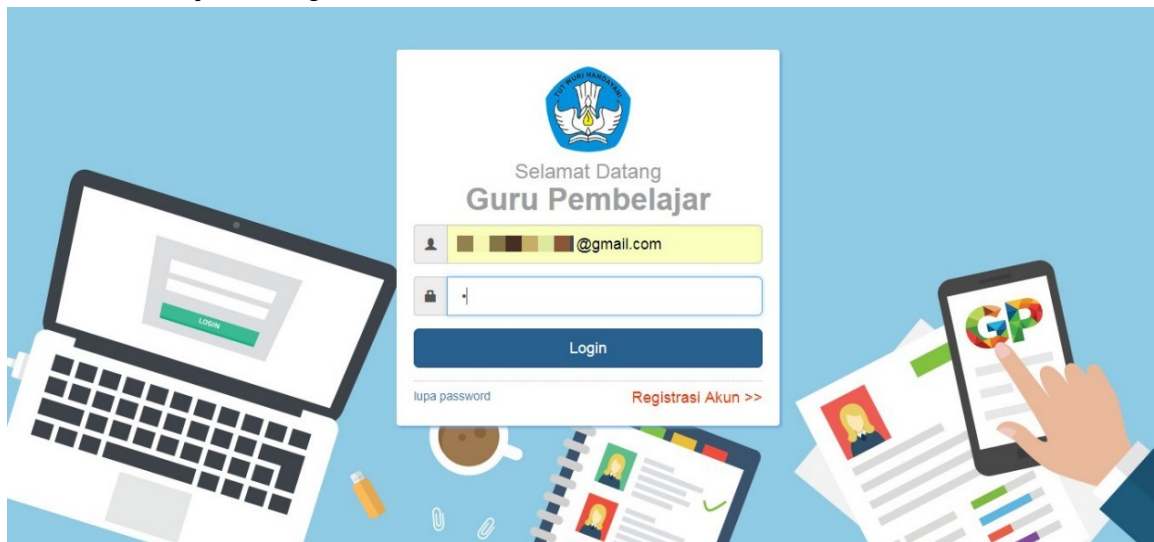 TUT WURI HANDAYANI
Selamat Datang
Guru Pembelajar
@gmail.com
LOGIN
Login
lupa password
Registrasi Akun >>
GP